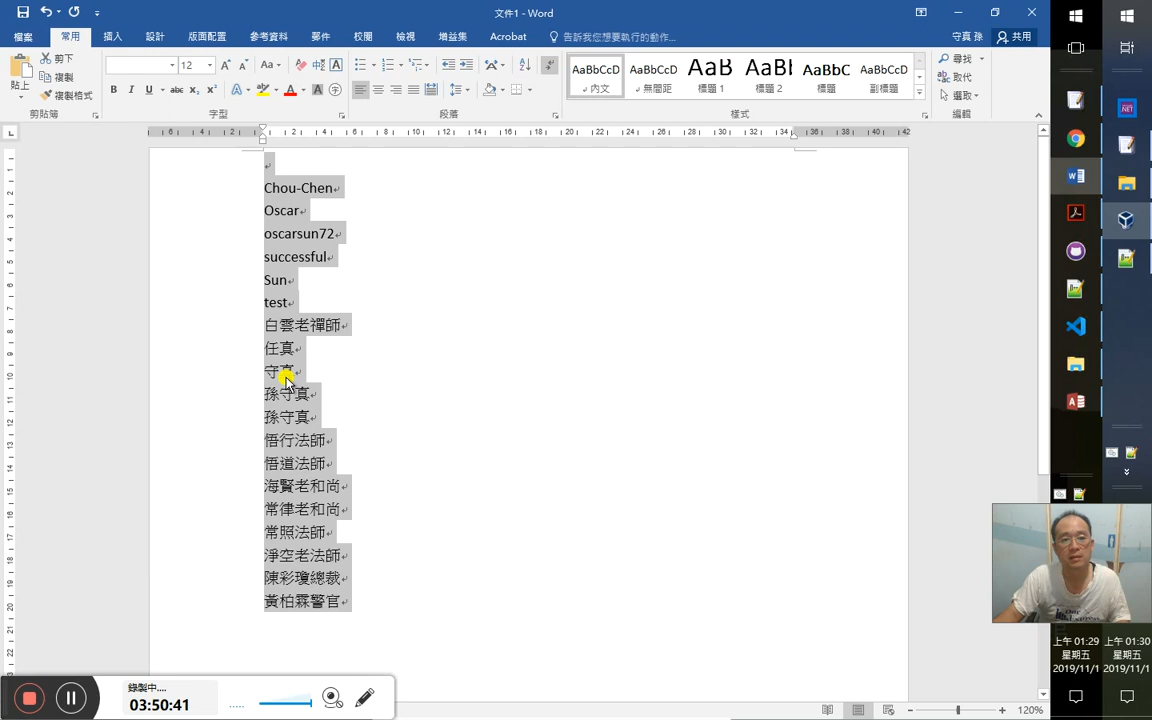 文件1 - Word
檔案 常用 插入 設計 版面配置 參考資料 郵件 校閱 檢視 增益集 Acrobat 告訴我您想要執行的動作... 守真 孫 共用
貼上 剪下 複製 複製格式
12
AaBbCcD AaBbCcD AaB AaBl AaBbC AaBbCcD
內文 無間距 標題 1 標題 2 標題 副標題
尋找 取代 選取
剪貼簿 字型 段落 樣式 編輯
Chou-Chen
Oscar
oscarsun72
successful
Sun
test
白雲老禪師
任真
守真
孫守真
孫守真
悟行法師
悟道法師
海賢老和尚
常律老和尚
常照法師
淨空老法師
陳彩瓊總裁
黃柏霖警官
錄製中....
03:50:41
120%
上午 01:29 上午 01:30
星期五 星期五
2019/11/1 2019/11/1